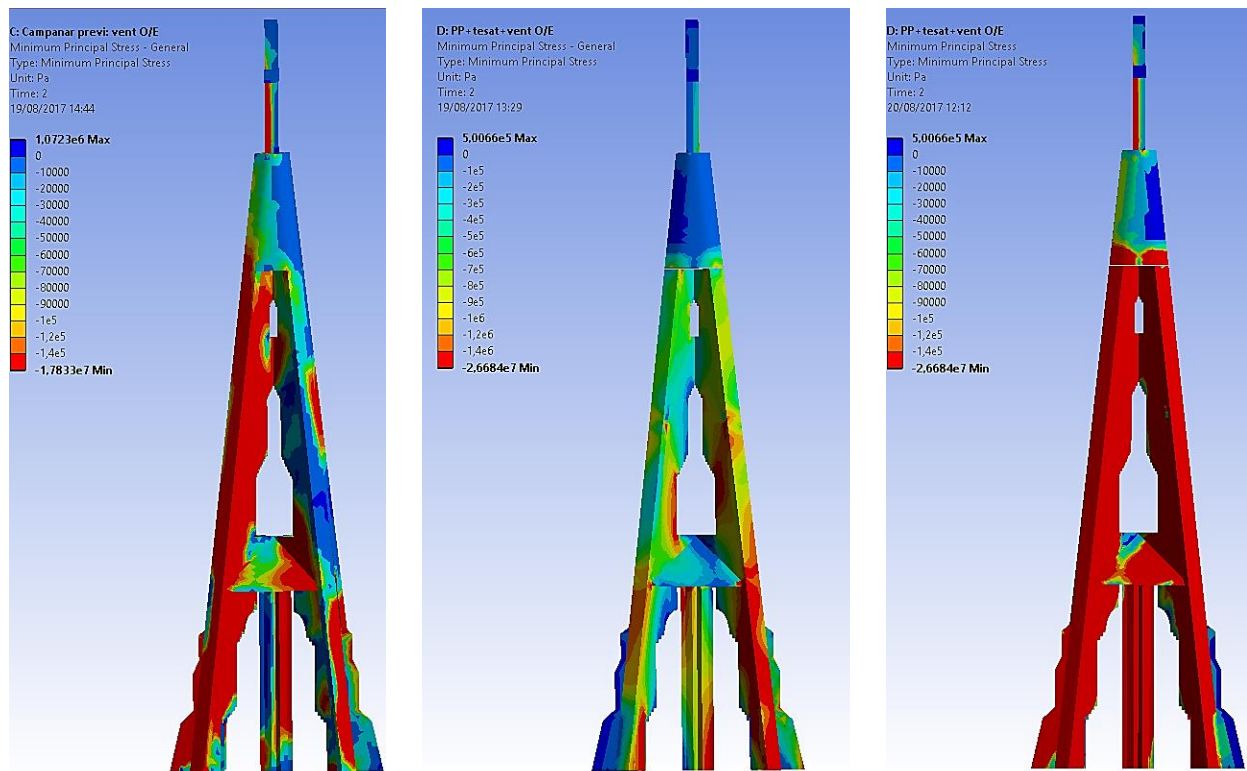 C: Campanar previ: vent O/E
Minimum Principal Stress - General
Type: Minimum Principal Stress
Unit: Pa
Time: 2
19/08/2017 14:44
1,0723e6 Max
0
-10000
-20000
-30000
-40000
-50000
-60000
-70000
-80000
-90000
-1e5
-1,2e5
-1,4e5
-1,7833e7 Min
D: PP+tesat+vent O/E
Minimum Principal Stress - General
Type: Minimum Principal Stress
Unit: Pa
Time: 2
19/08/2017 13:29
5,0066e5 Max
0
-1e5
-2e5
-3e5
-4e5
-5e5
-6e5
-7e5
-8e5
-9e5
-1e6
-1,2e6
-1,4e6
-2,6684e7 Min
D: PP+tesat+vent O/E
Minimum Principal Stress
Type: Minimum Principal Stress
Unit: Pa
Time: 2
20/08/2017 12:12
5,0066e5 Max
0
-10000
-20000
-30000
-40000
-50000
-60000
-70000
-80000
-90000
-1e5
-1,2e5
-1,4e5
-2,6684e7 Min